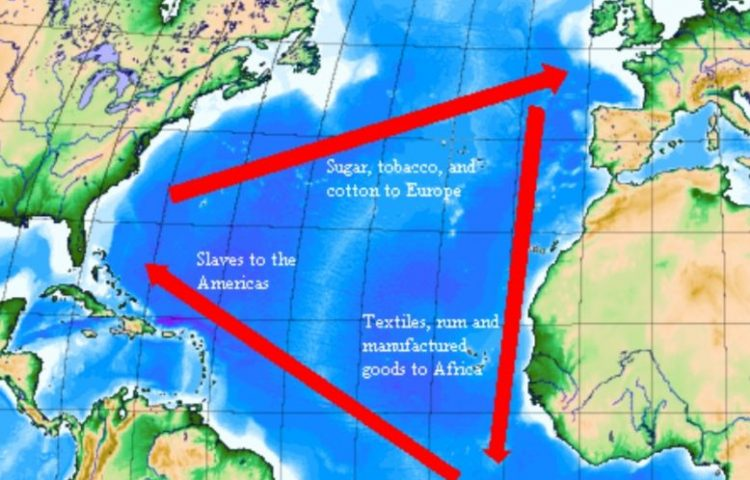 Sugar, tobacco, and
cotton to Europe
Slaves to the
Americas
Textiles, rum and
manufactured
goods to Africa